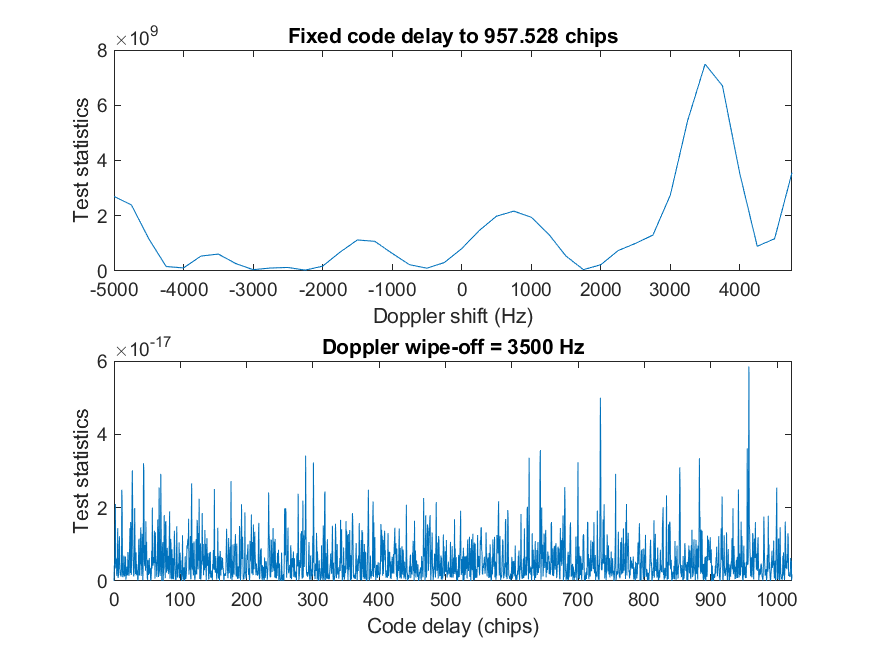 Fixed code delay to 957.528 chips
×10^9
8
6
4
2
0
Test statistics
-5000 -4000 -3000 -2000 -1000 0 1000 2000 3000 4000
Doppler shift (Hz)
Doppler wipe-off = 3500 Hz
×10^-17
6
4
2
0
Test statistics
0 100 200 300 400 500 600 700 800 900 1000
Code delay (chips)